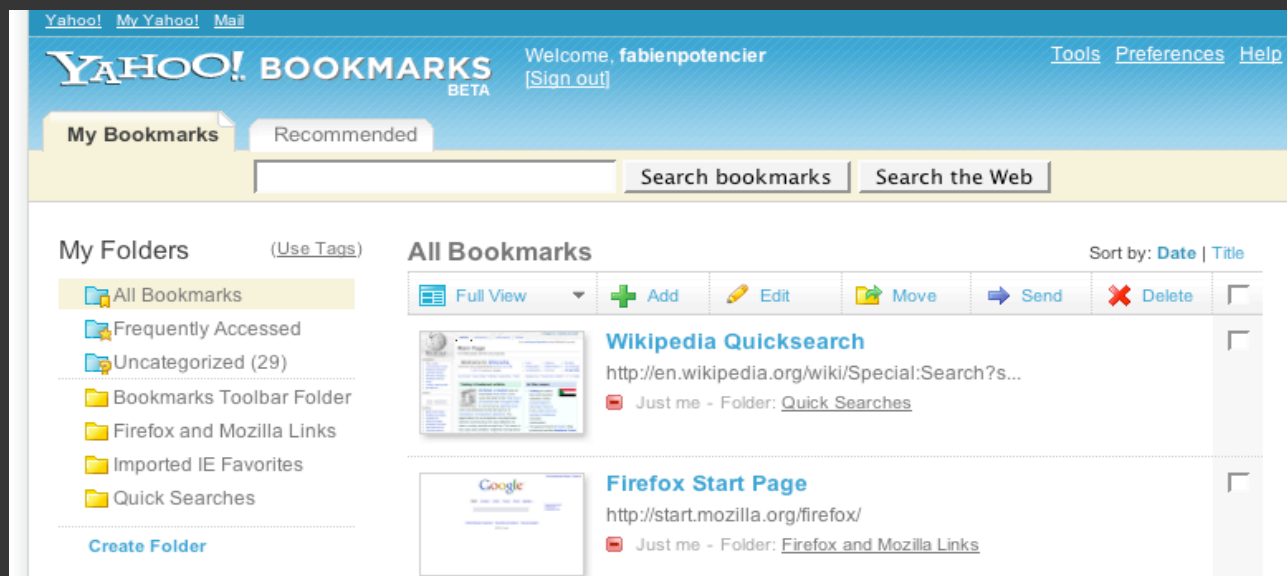 Yahoo! My Yahoo! Mail
YAHOO! BOOKMARKS
BETA
Welcome, fabienpotencier
[Sign out]
Tools Preferences Help
My Bookmarks Recommended
Search bookmarks Search the Web
My Folders (Use Tags)
All Bookmarks
Frequently Accessed
Uncategorized (29)
Bookmarks Toolbar Folder
Firefox and Mozilla Links
Imported IE Favorites
Quick Searches
Create Folder
All Bookmarks
Sort by: Date | Title
Full View Add Edit Move Send Delete
Wikipedia Quicksearch
http://en.wikipedia.org/wiki/Special:Search?s...
Just me - Folder: Quick Searches
Google
Firefox Start Page
http://start.mozilla.org/firefox/
Just me - Folder: Firefox and Mozilla Links